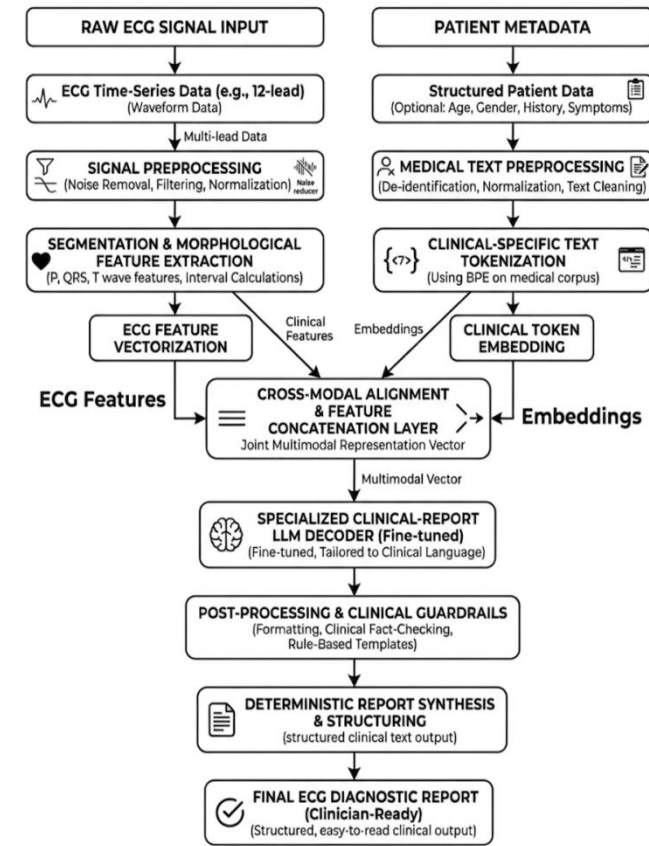 RAW ECG SIGNAL INPUT
PATIENT METADATA
ECG Time-Series Data (e.g., 12-lead)
(Waveform Data)
Structured Patient Data
(Optional: Age, Gender, History, Symptoms)
Multi-lead Data
SIGNAL PREPROCESSING
(Noise Removal, Filtering, Normalization)
Naise
reducer
MEDICAL TEXT PREPROCESSING
(De-identification, Normalization, Text Cleaning)
SEGMENTATION & MORPHOLOGICAL
FEATURE EXTRACTION
(P, QRS, T wave features, Interval Calculations)
CLINICAL-SPECIFIC TEXT
TOKENIZATION
(Using BPE on medical corpus)
ECG FEATURE
VECTORIZATION
Clinical
Features
Embeddings
CLINICAL TOKEN
EMBEDDING
ECG Features
CROSS-MODAL ALIGNMENT
& FEATURE
CONCATENATION LAYER
Joint Multimodal Representation Vector
Embeddings
Multimodal Vector
SPECIALIZED CLINICAL-REPORT
LLM DECODER (Fine-tuned)
(Fine-tuned, Tailored to Clinical Language)
POST-PROCESSING & CLINICAL GUARDRAILS
(Formatting, Clinical Fact-Checking,
Rule-Based Templates)
DETERMINISTIC REPORT SYNTHESIS
& STRUCTURING
(structured clinical text output)
FINAL ECG DIAGNOSTIC REPORT
(Clinician-Ready)
(Structured, easy-to-read clinical output)